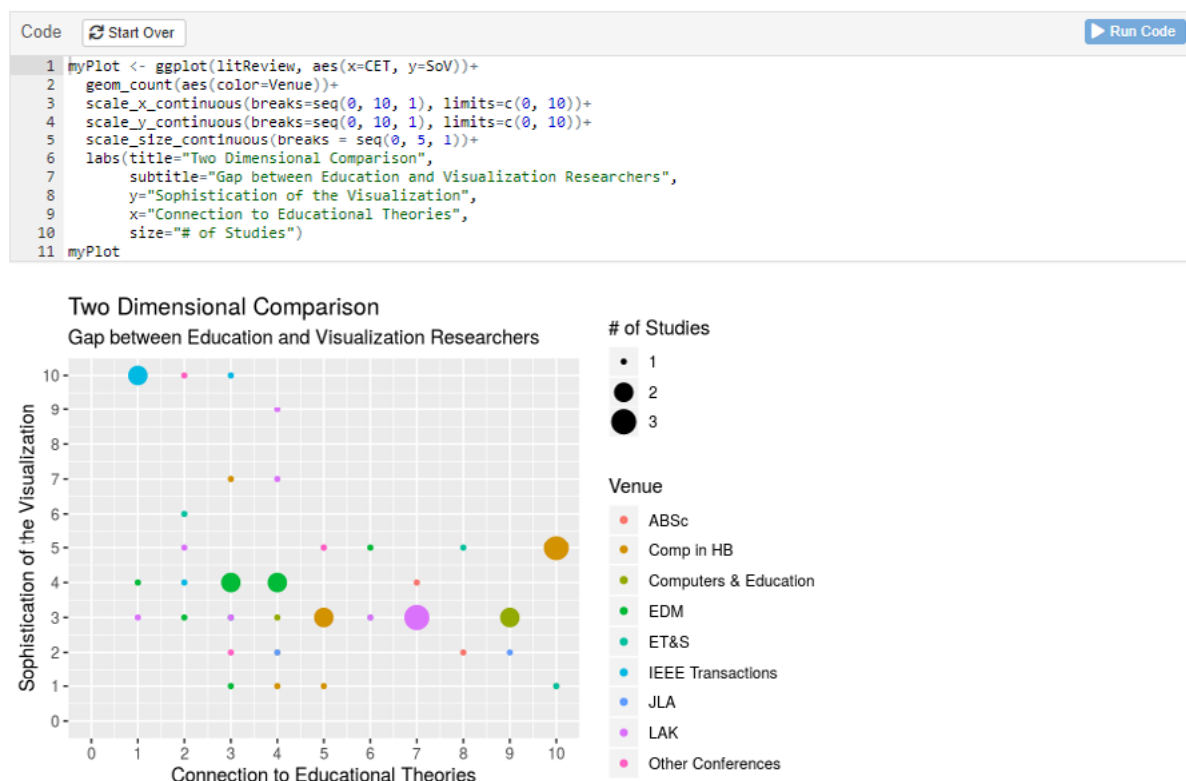 Code Start Over Run Code
1 myPlot <- ggplot(litReview, aes(x=CET, y=SoV))+
2 geom_count(aes(color=Venue))+
3 scale_x_continuous(breaks=seq(0, 10, 1), limits=c(0, 10))+
4 scale_y_continuous(breaks=seq(0, 10, 1), limits=c(0, 10))+
5 scale_size_continuous(breaks = seq(0, 5, 1))+
6 labs(title="Two Dimensional Comparison",
7 subtitle="Gap between Education and Visualization Researchers",
8 y="Sophistication of the Visualization",
9 x="Connection to Educational Theories",
10 size="# of Studies")
11 myPlot
Two Dimensional Comparison
Gap between Education and Visualization Researchers
Sophistication of the Visualization
10
9
8
7
6
5
4
3
2
1
0
0 1 2 3 4 5 6 7 8 9 10
Connection to Educational Theories
# of Studies
1
2
3
Venue
ABSc
Comp in HB
Computers & Education
EDM
ET&S
IEEE Transactions
JLA
LAK
Other Conferences